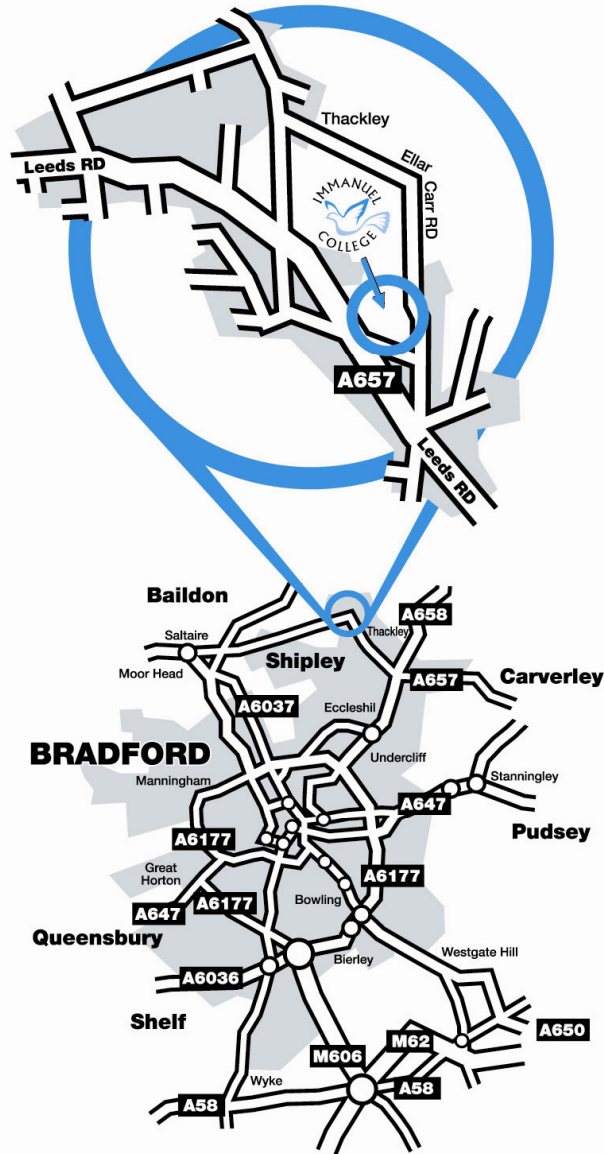 Thackley
Leeds RD
Ellar
Carr RD
IMMANUEL
COLLEGE
A657
Leeds RD
Baildon
A658
Saltaire
Thackley
Shipley
Moor Head
A657
Carverley
A6037
Eccleshil
BRADFORD
Undercliff
Manningham
Stanningley
A647
Pudsey
A6177
Great
Horton
A6177
A6177
Bowling
A647
Queensbury
Westgate Hill
Bierley
A6036
Shelf
A650
M62
M606
Wyke
A58
A58